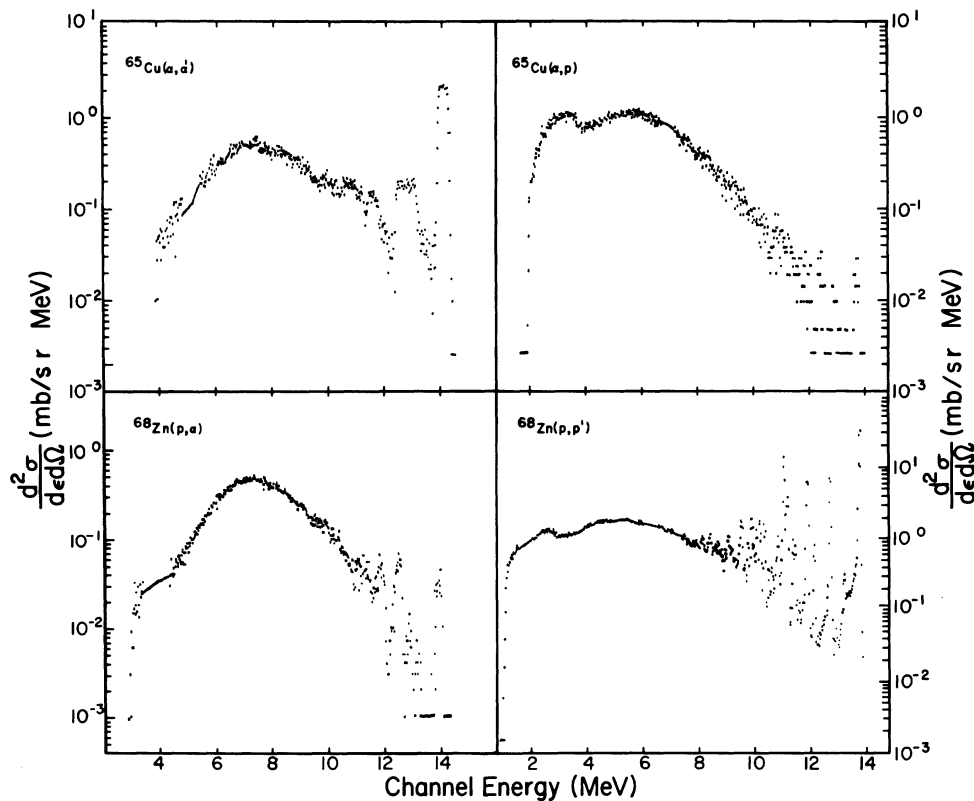 10¹ 10¹
⁶⁵Cu(α,α') ⁶⁵Cu(α,p)
10⁰ 10⁰
10⁻¹ 10⁻¹
10⁻² 10⁻²
10⁻³ 10⁻³
d²σ/dεdΩ (mb/sr MeV)
d²σ/dεdΩ (mb/sr MeV)
⁶⁸Zn(p,α) ⁶⁸Zn(p,p')
10⁰ 10¹
10⁻¹ 10⁰
10⁻² 10⁻¹
10⁻³ 10⁻²
10⁻³
4 6 8 10 12 14 2 4 6 8 10 12 14
Channel Energy (MeV)